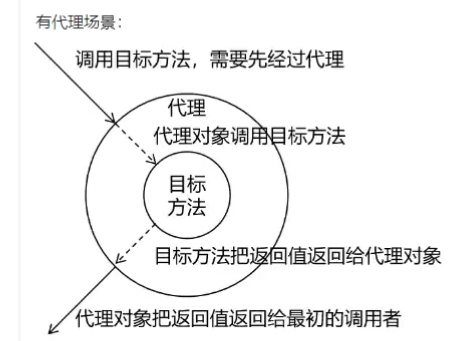 有代理场景：
调用目标方法，需要先经过代理
代理
代理对象调用目标方法
目标
方法
目标方法把返回值返回给代理对象
代理对象把返回值返回给最初的调用者